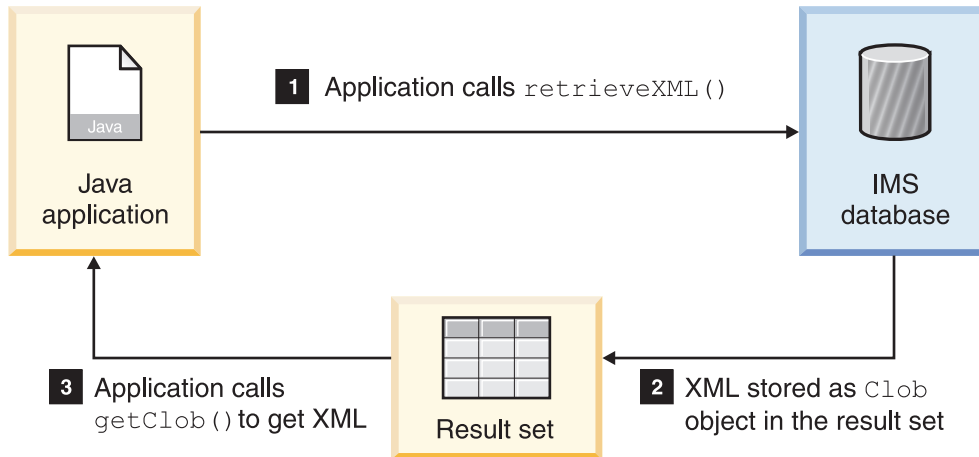 Java
Java
application
1 Application calls retrieveXML()
IMS
database
3 Application calls
getClob() to get XML
Result set
2 XML stored as Clob
object in the result set